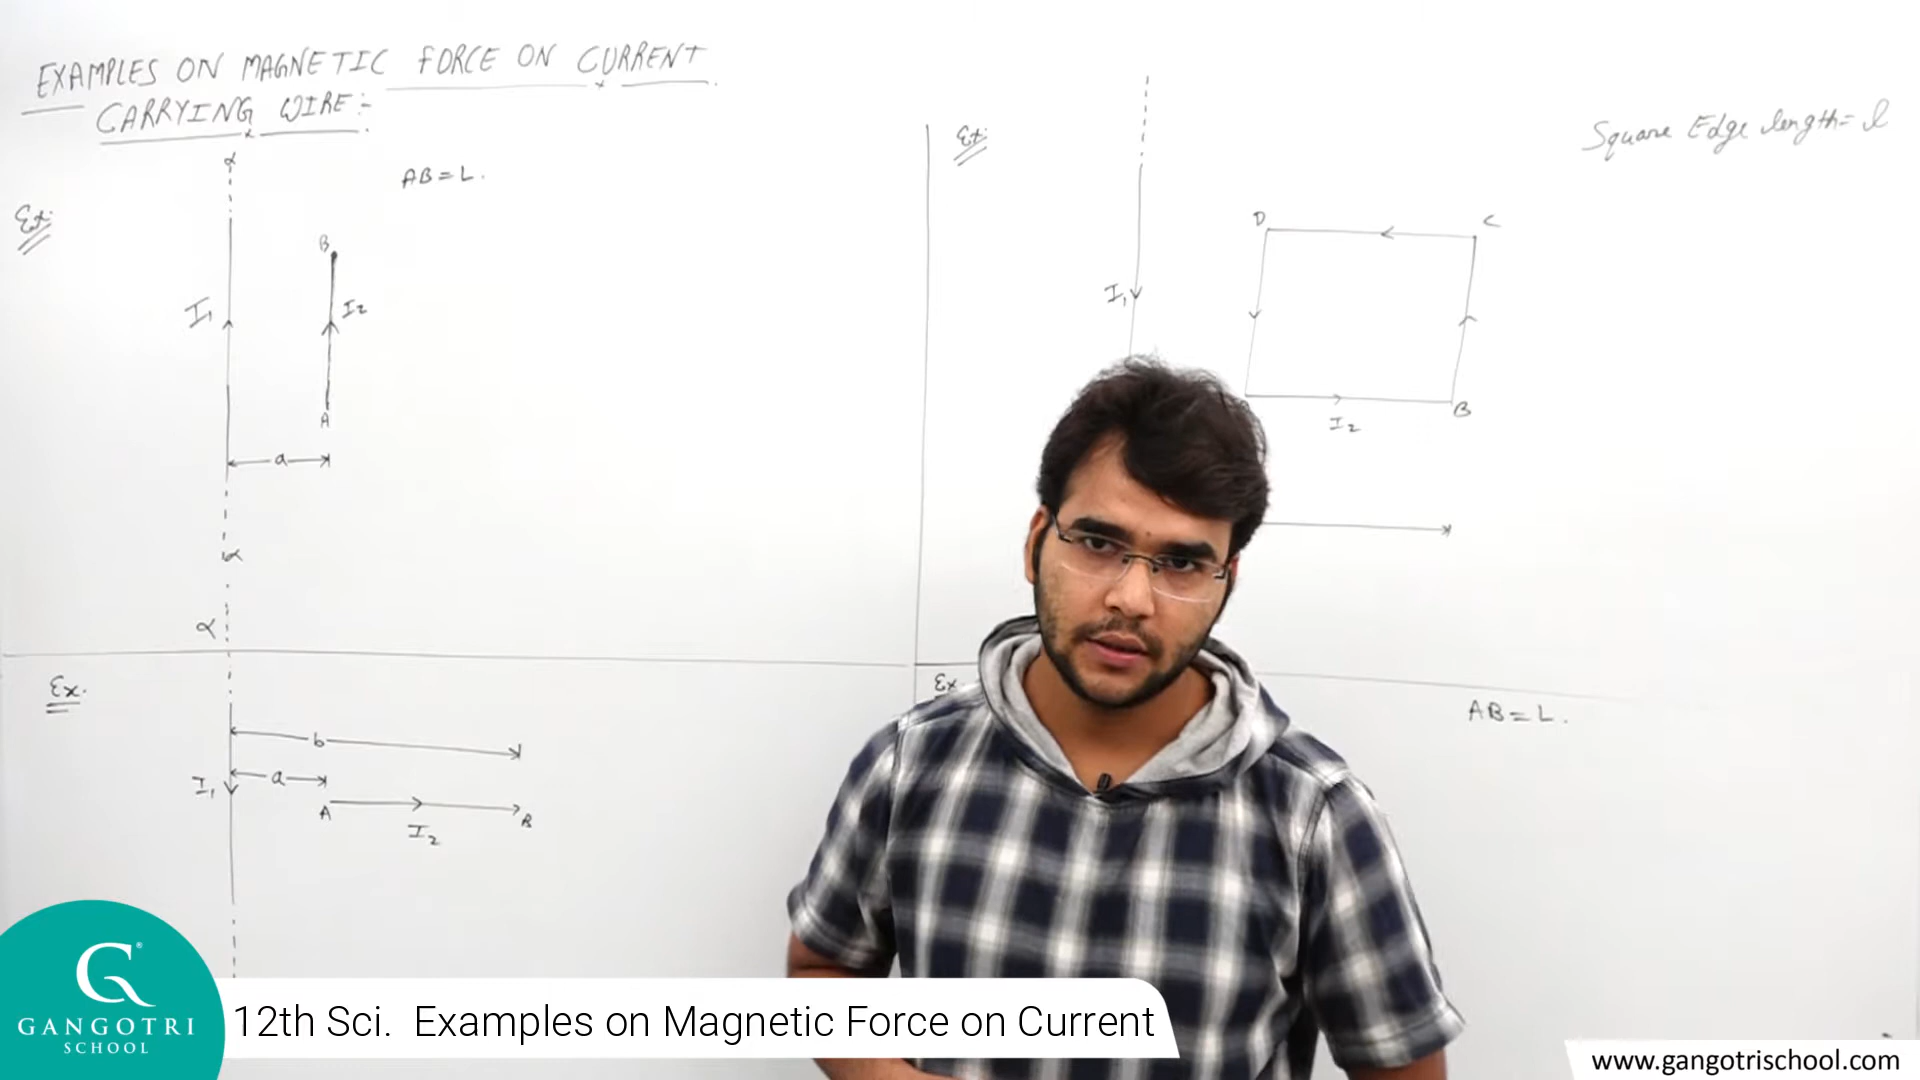 EXAMPLES ON MAGNETIC FORCE ON CURRENT
CARRYING WIRE:-
Ex:
AB = L.
B
I₁
I₂
A
a
Ex.
b
a
I₁
A
B
I₂
Ex:
Square Edge length = l
D
C
I₁
B
I₂
Ex.
AB = L.
G
GANGOTRI
SCHOOL
12th Sci. Examples on Magnetic Force on Current
www.gangotrischool.com